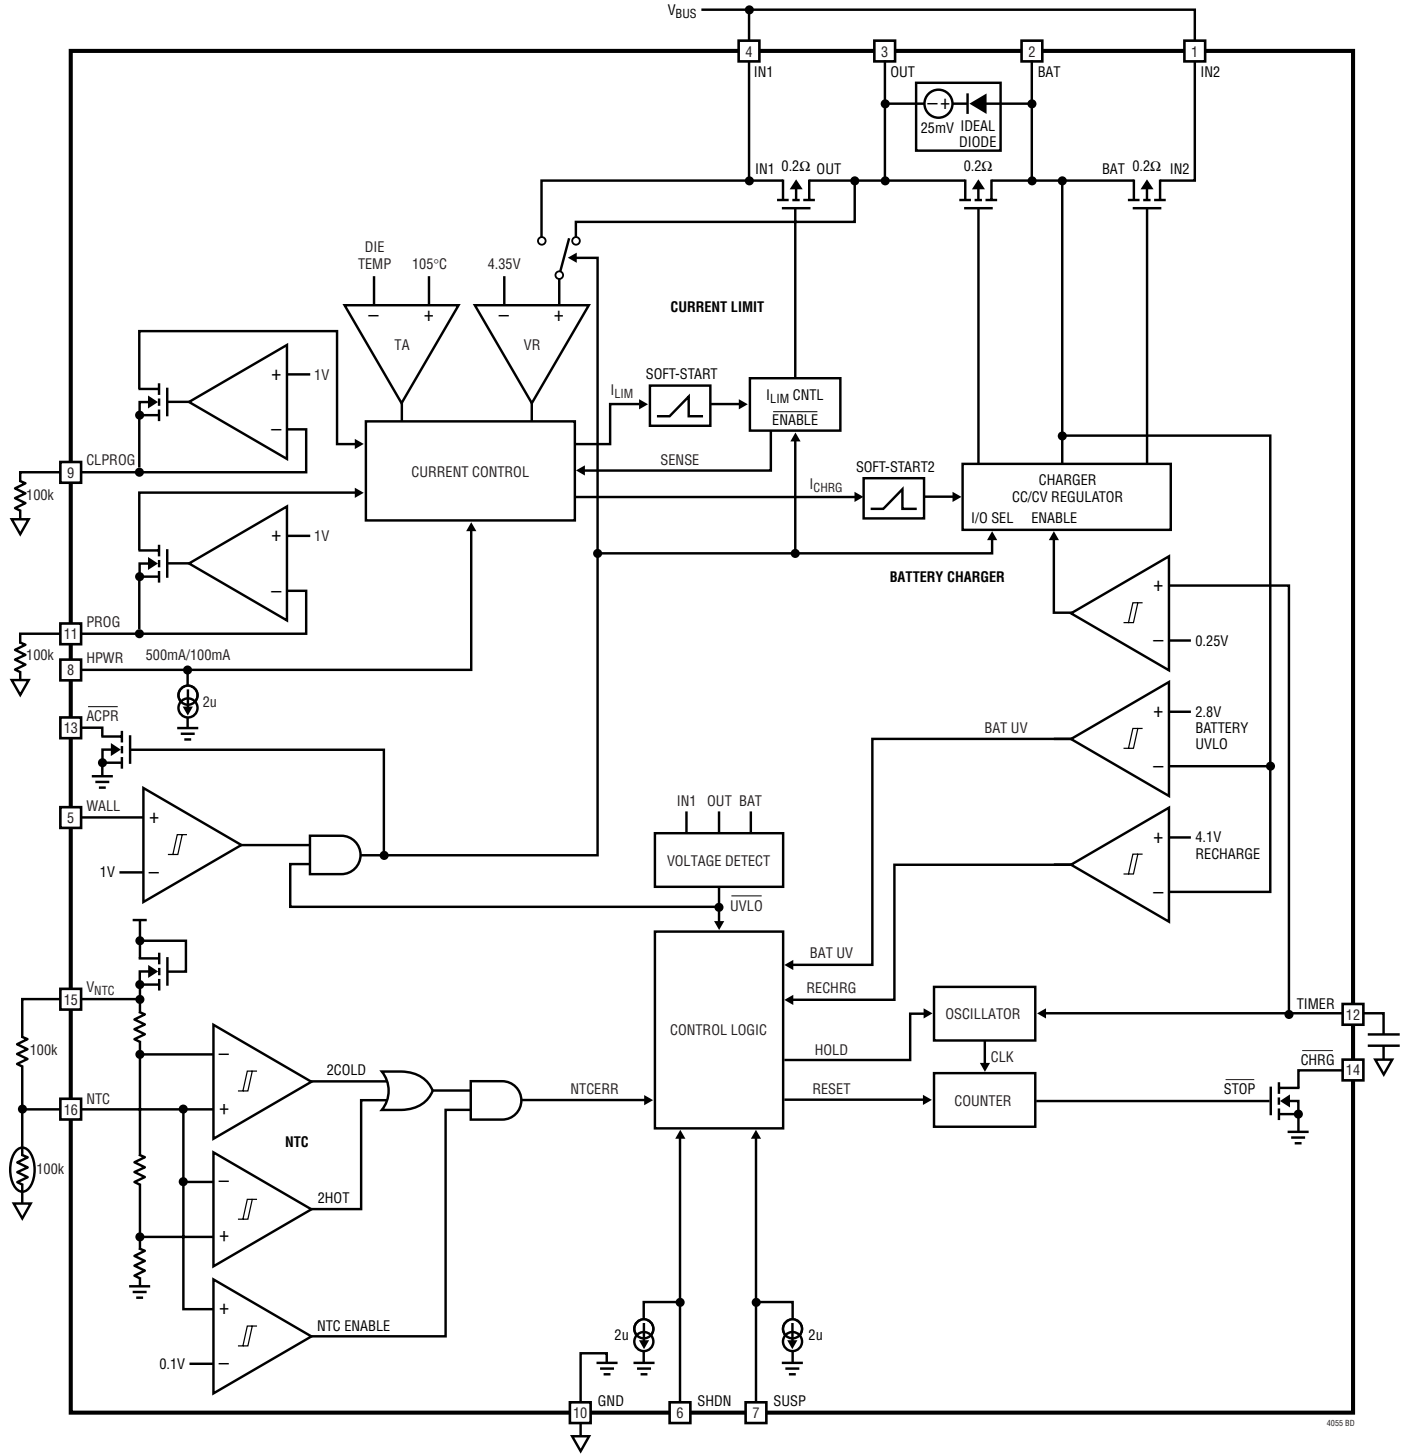 VBUS
4
3
2
1
IN1
OUT
BAT
IN2
– +
25mV
IDEAL
DIODE
IN1 0.2Ω OUT
0.2Ω
BAT 0.2Ω IN2
DIE
TEMP
105°C
4.35V
– +
TA
– +
VR
CURRENT LIMIT
+
1V
–
ILIM
SOFT-START
ILIM CNTL
ENABLE
SENSE
CURRENT CONTROL
9
CLPROG
100k
ICHRG
SOFT-START2
CHARGER
CC/CV REGULATOR
I/O SEL ENABLE
BATTERY CHARGER
+
1V
–
11
PROG
100k
8
HPWR
500mA/100mA
2u
+
–
0.25V
13
ACPR
+
2.8V
BATTERY
UVLO
–
BAT UV
5
WALL
+
1V
–
IN1 OUT BAT
VOLTAGE DETECT
UVLO
+
4.1V
RECHARGE
–
15
VNTC
100k
16
NTC
100k
–
+
2COLD
NTC
–
+
2HOT
+
0.1V
–
NTC ENABLE
NTCERR
CONTROL LOGIC
BAT UV
RECHRG
HOLD
RESET
OSCILLATOR
CLK
COUNTER
TIMER
12
CHRG
14
STOP
2u
2u
10
GND
6
SHDN
7
SUSP
4055 BD